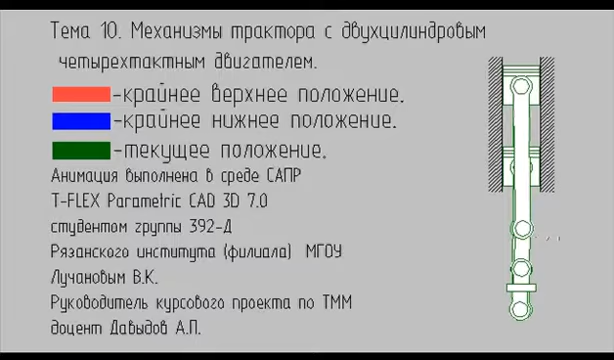 Тема 10. Механизмы трактора с двухцилиндровым
четырехтактным двигателем.
-крайнее верхнее положение.
-крайнее нижнее положение.
-текущее положение.
Анимация выполнена в среде САПР
T-FLEX Parametric CAD 3D 7.0
студентом группы 392-Д
Рязанского института (филиала) МГОУ
Лучановым В.К.
Руководитель курсового проекта по ТММ
доцент Давыдов А.П.